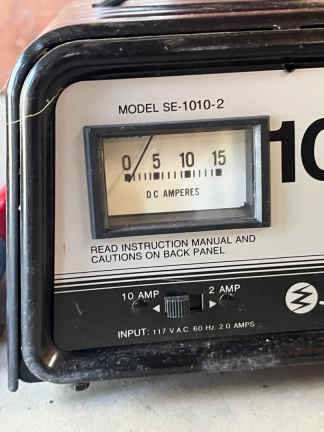 MODEL SE-1010-2
10
0 5 10 15
DC AMPERES
READ INSTRUCTION MANUAL AND
CAUTIONS ON BACK PANEL
10 AMP 2 AMP
INPUT: 117 VAC 60 Hz. 2.0 AMPS